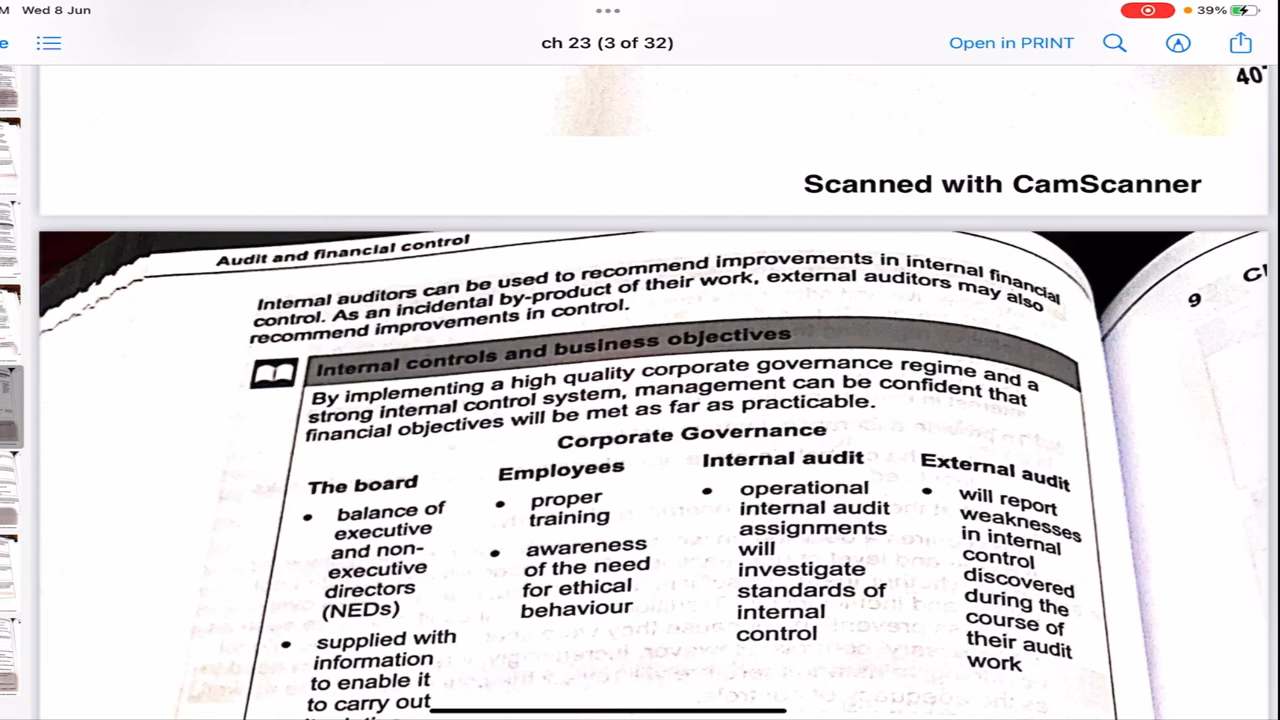 M Wed 8 Jun
39%
e
ch 23 (3 of 32)
Open in PRINT
Scanned with CamScanner
Audit and financial control
Internal auditors can be used to recommend improvements in internal financial
control. As an incidental by-product of their work, external auditors may also
recommend improvements in control.
Internal controls and business objectives
By implementing a high quality corporate governance regime and a
strong internal control system, management can be confident that
financial objectives will be met as far as practicable.
Corporate Governance
The board
• balance of
executive
and non-
executive
directors
(NEDs)
• supplied with
information
to enable it
to carry out
Employees
• proper
training
• awareness
of the need
for ethical
behaviour
Internal audit
• operational
internal audit
assignments
will
investigate
standards of
internal
control
External audit
• will report
weaknesses
in internal
control
discovered
during the
course of
their audit
work
9